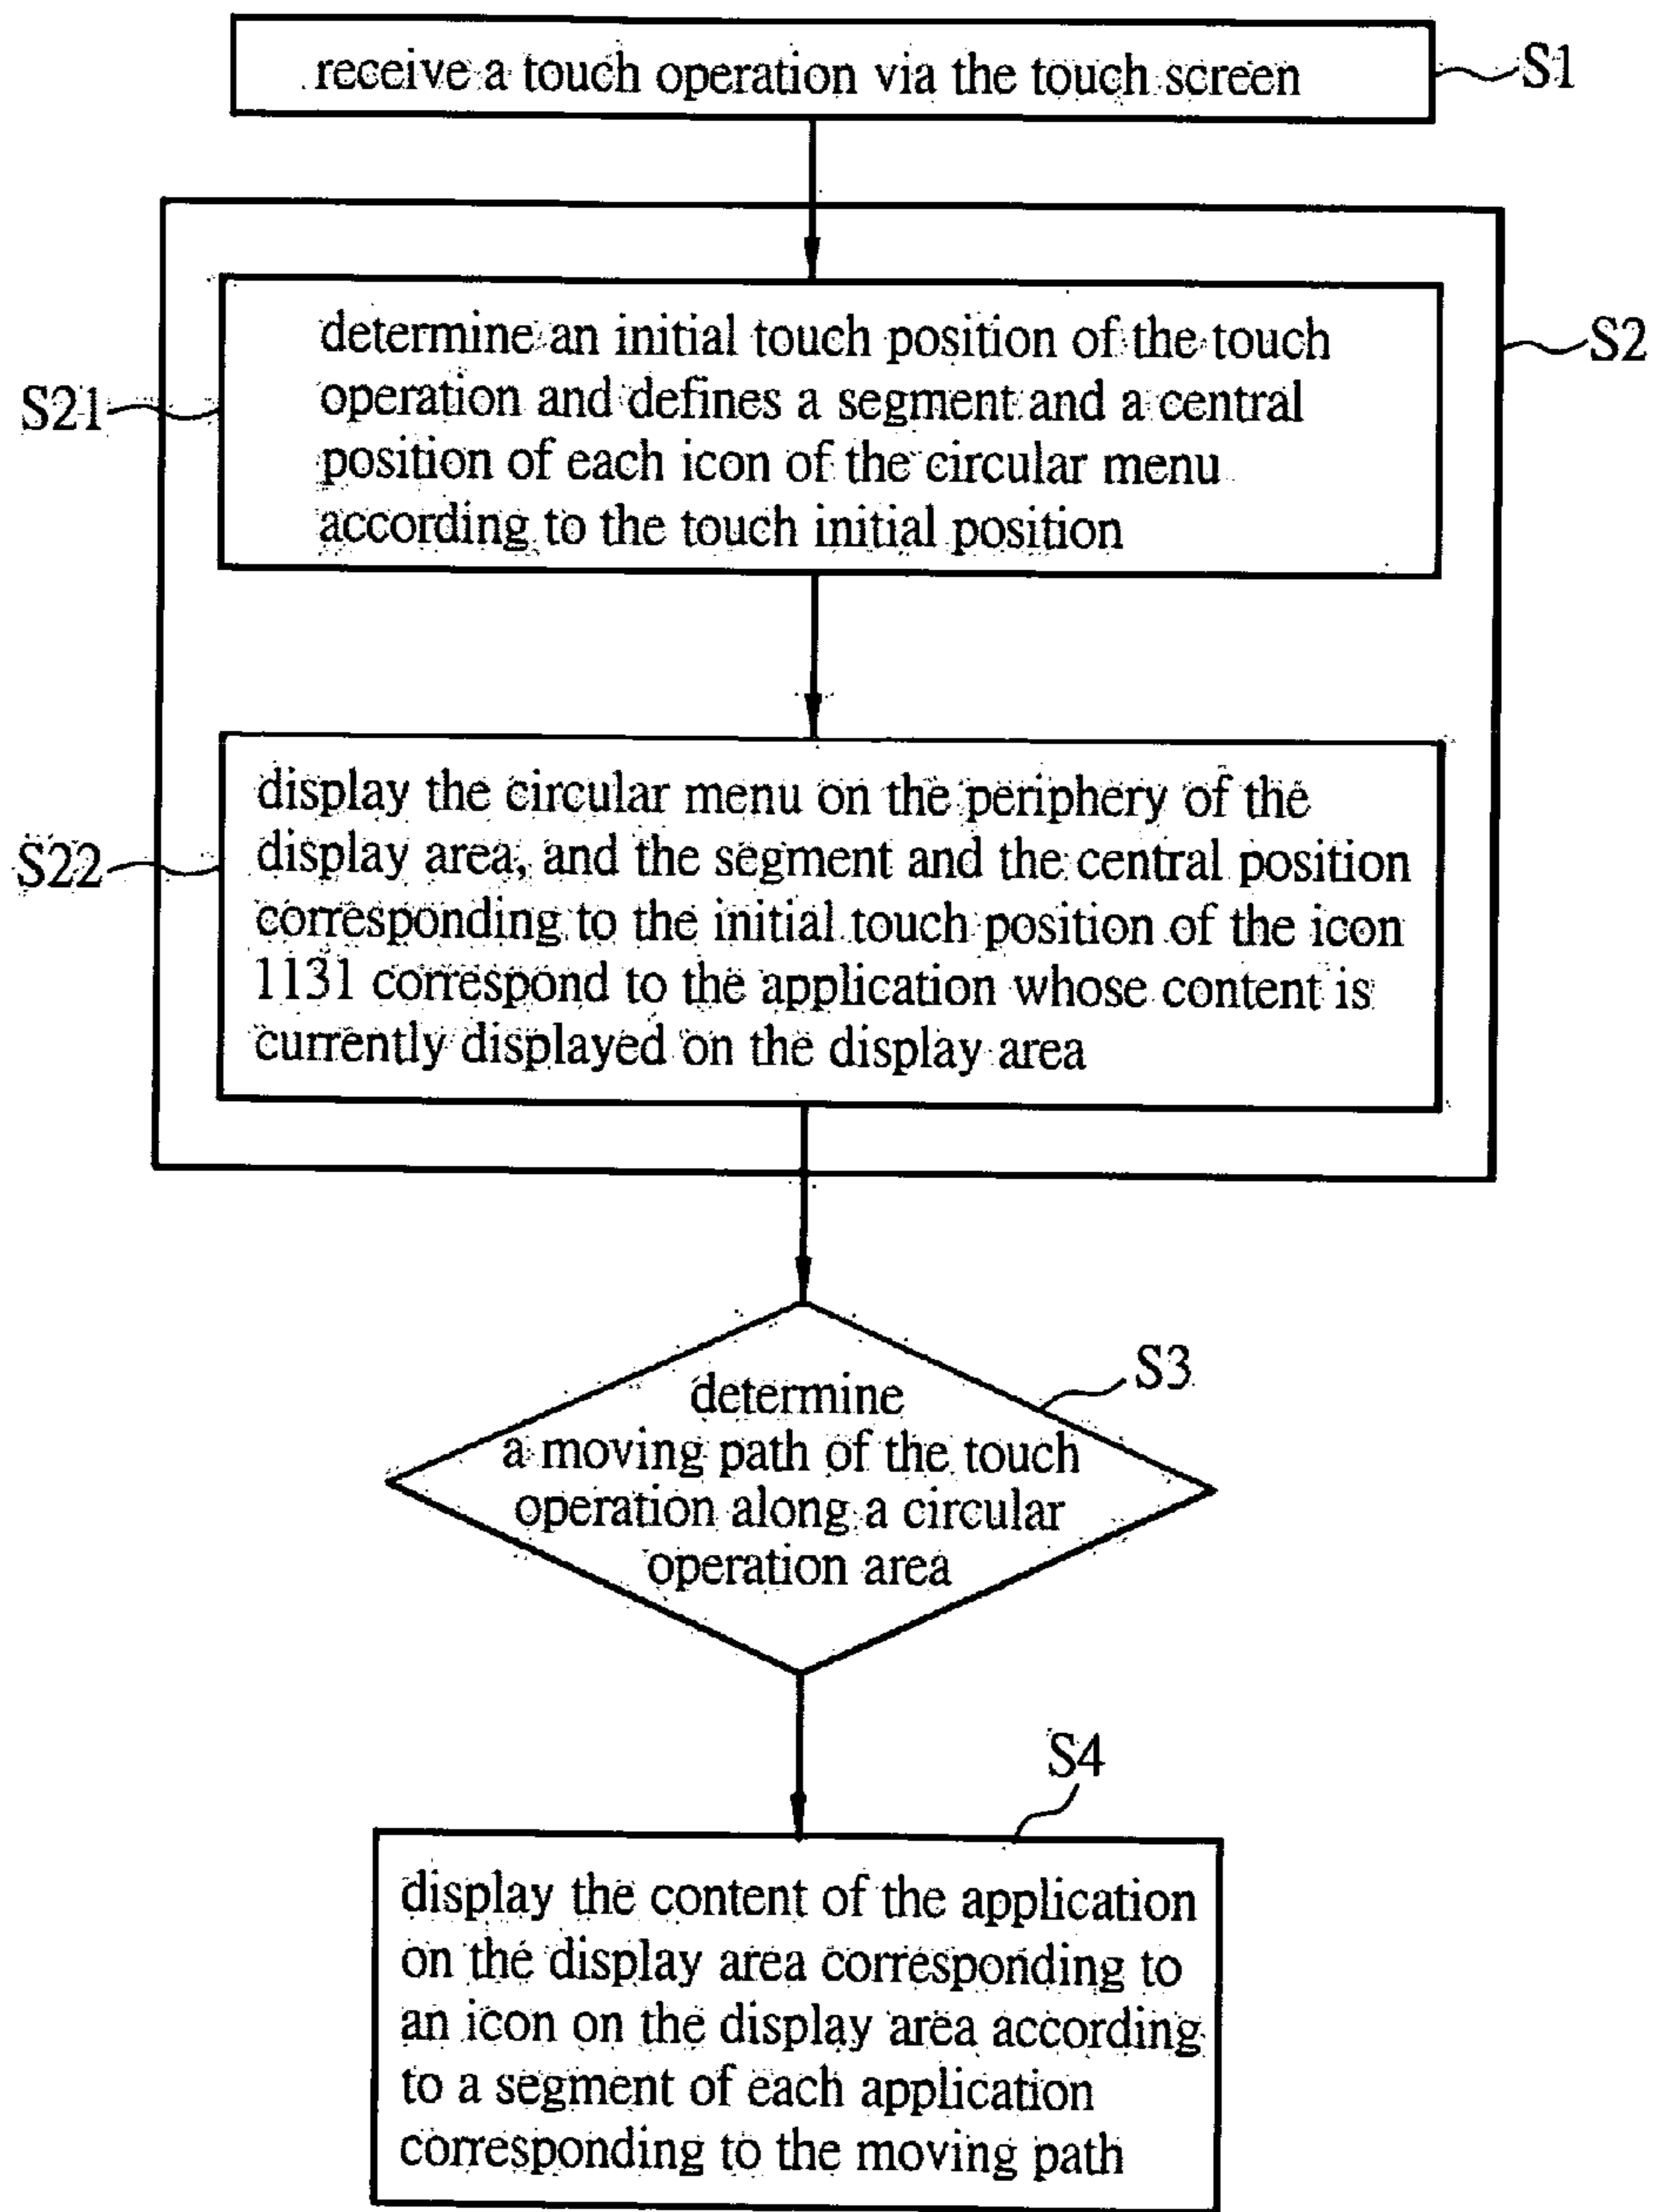 receive a touch operation via the touch screen
S1
S2
S21
determine an initial touch position of the touch
operation and defines a segment and a central
position of each icon of the circular menu
according to the touch initial position
S22
display the circular menu on the periphery of the
display area, and the segment and the central position
corresponding to the initial touch position of the icon
1131 correspond to the application whose content is
currently displayed on the display area
S3
determine
a moving path of the touch
operation along a circular
operation area
S4
display the content of the application
on the display area corresponding to
an icon on the display area according
to a segment of each application
corresponding to the moving path